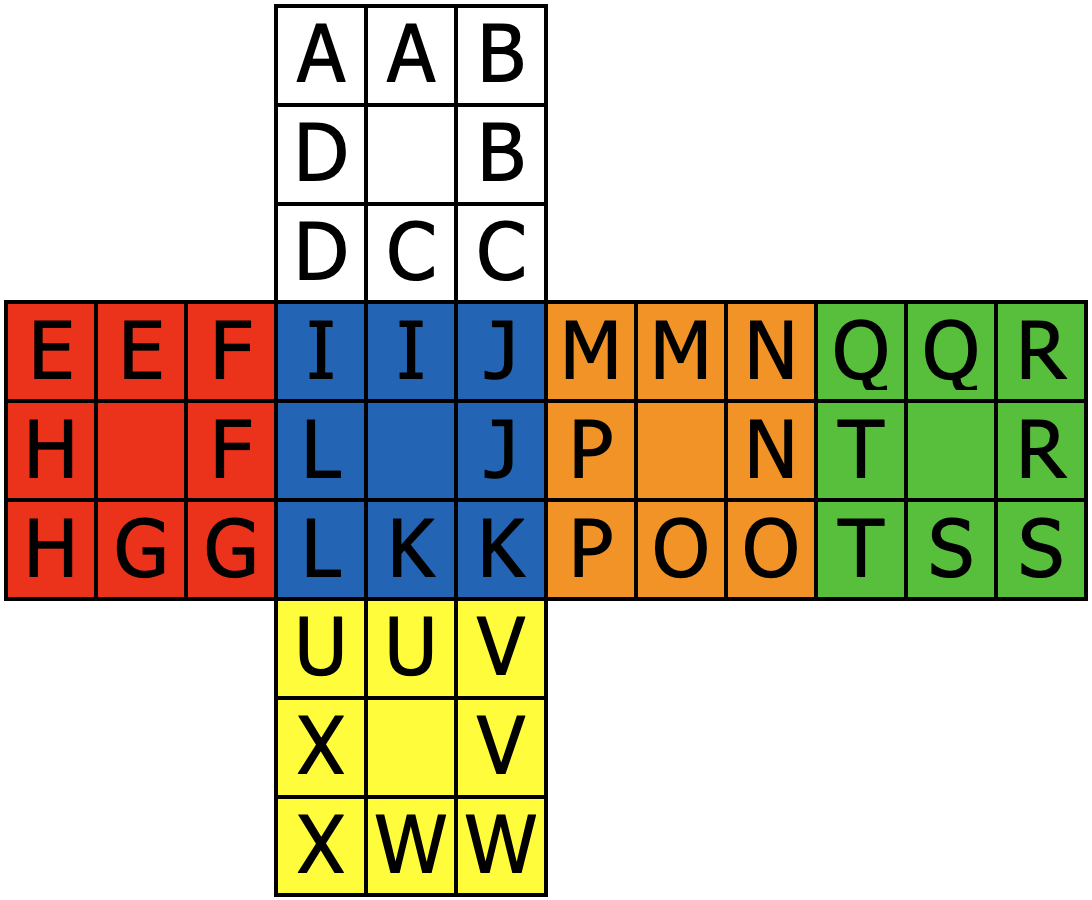 A A B
D B
D C C
E E F I I J M M N Q Q R
H F L J P N T R
H G G L K K P O O T S S
U U V
X V
X W W